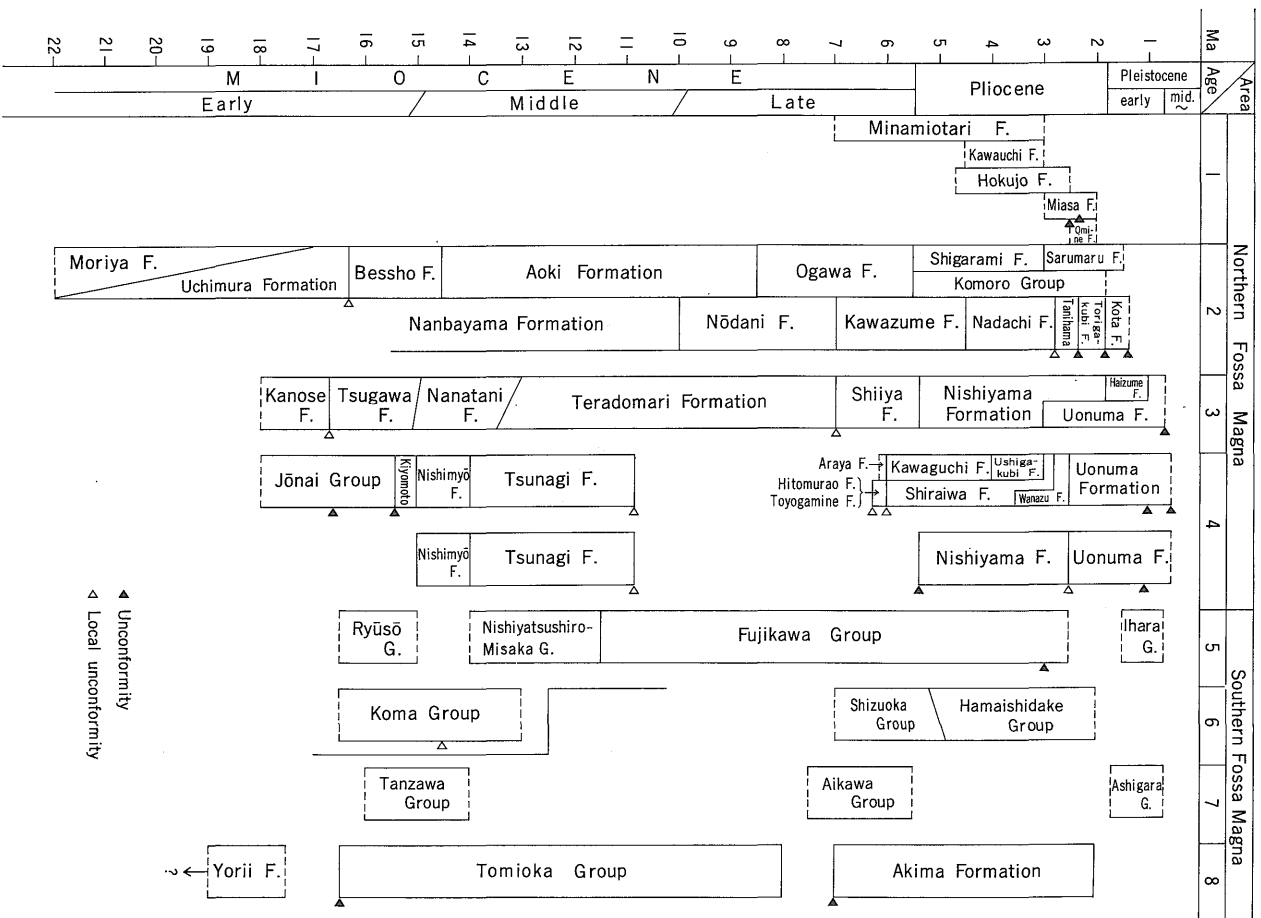 Ma
22
21
20
19
18
17
16
15
14
13
12
11
10
9
8
7
6
5
4
3
2
1
Age
Area
MIOCENE
Early
Middle
Late
Pliocene
Pleistocene
early
mid.
~
Northern Fossa Magna
1
Minamiotari F.
Kawauchi F.
Hokujo F.
Miasa F.
Omi-
ne F.
2
Moriya F.
Uchimura Formation
Bessho F.
Aoki Formation
Ogawa F.
Shigarami F.
Sarumaru F.
Komoro Group
Nanbayama Formation
Nōdani F.
Kawazume F.
Nadachi F.
Tanihama
Toriga-
kubi F.
Kota F.
3
Kanose
F.
Tsugawa
F.
Nanatani
F.
Teradomari Formation
Shiiya
F.
Nishiyama
Formation
Haizume
F.
Uonuma F.
4
Jōnai Group
Kiyomoto
Nishimyō
F.
Tsunagi F.
Araya F.
Hitomurao F.
Toyogamine F.
Kawaguchi F.
Ushiga-
kubi F.
Shiraiwa F.
Wanazu F.
Uonuma
Formation
Nishimyō
F.
Tsunagi F.
Nishiyama F.
Uonuma F.
Southern Fossa Magna
5
Ryūsō
G.
Nishiyatsushiro-
Misaka G.
Fujikawa Group
Ihara
G.
6
Koma Group
Shizuoka
Group
Hamaishidake
Group
7
Tanzawa
Group
Aikawa
Group
Ashigara
G.
8
?
Yorii F.
Tomioka Group
Akima Formation
Unconformity
Local unconformity